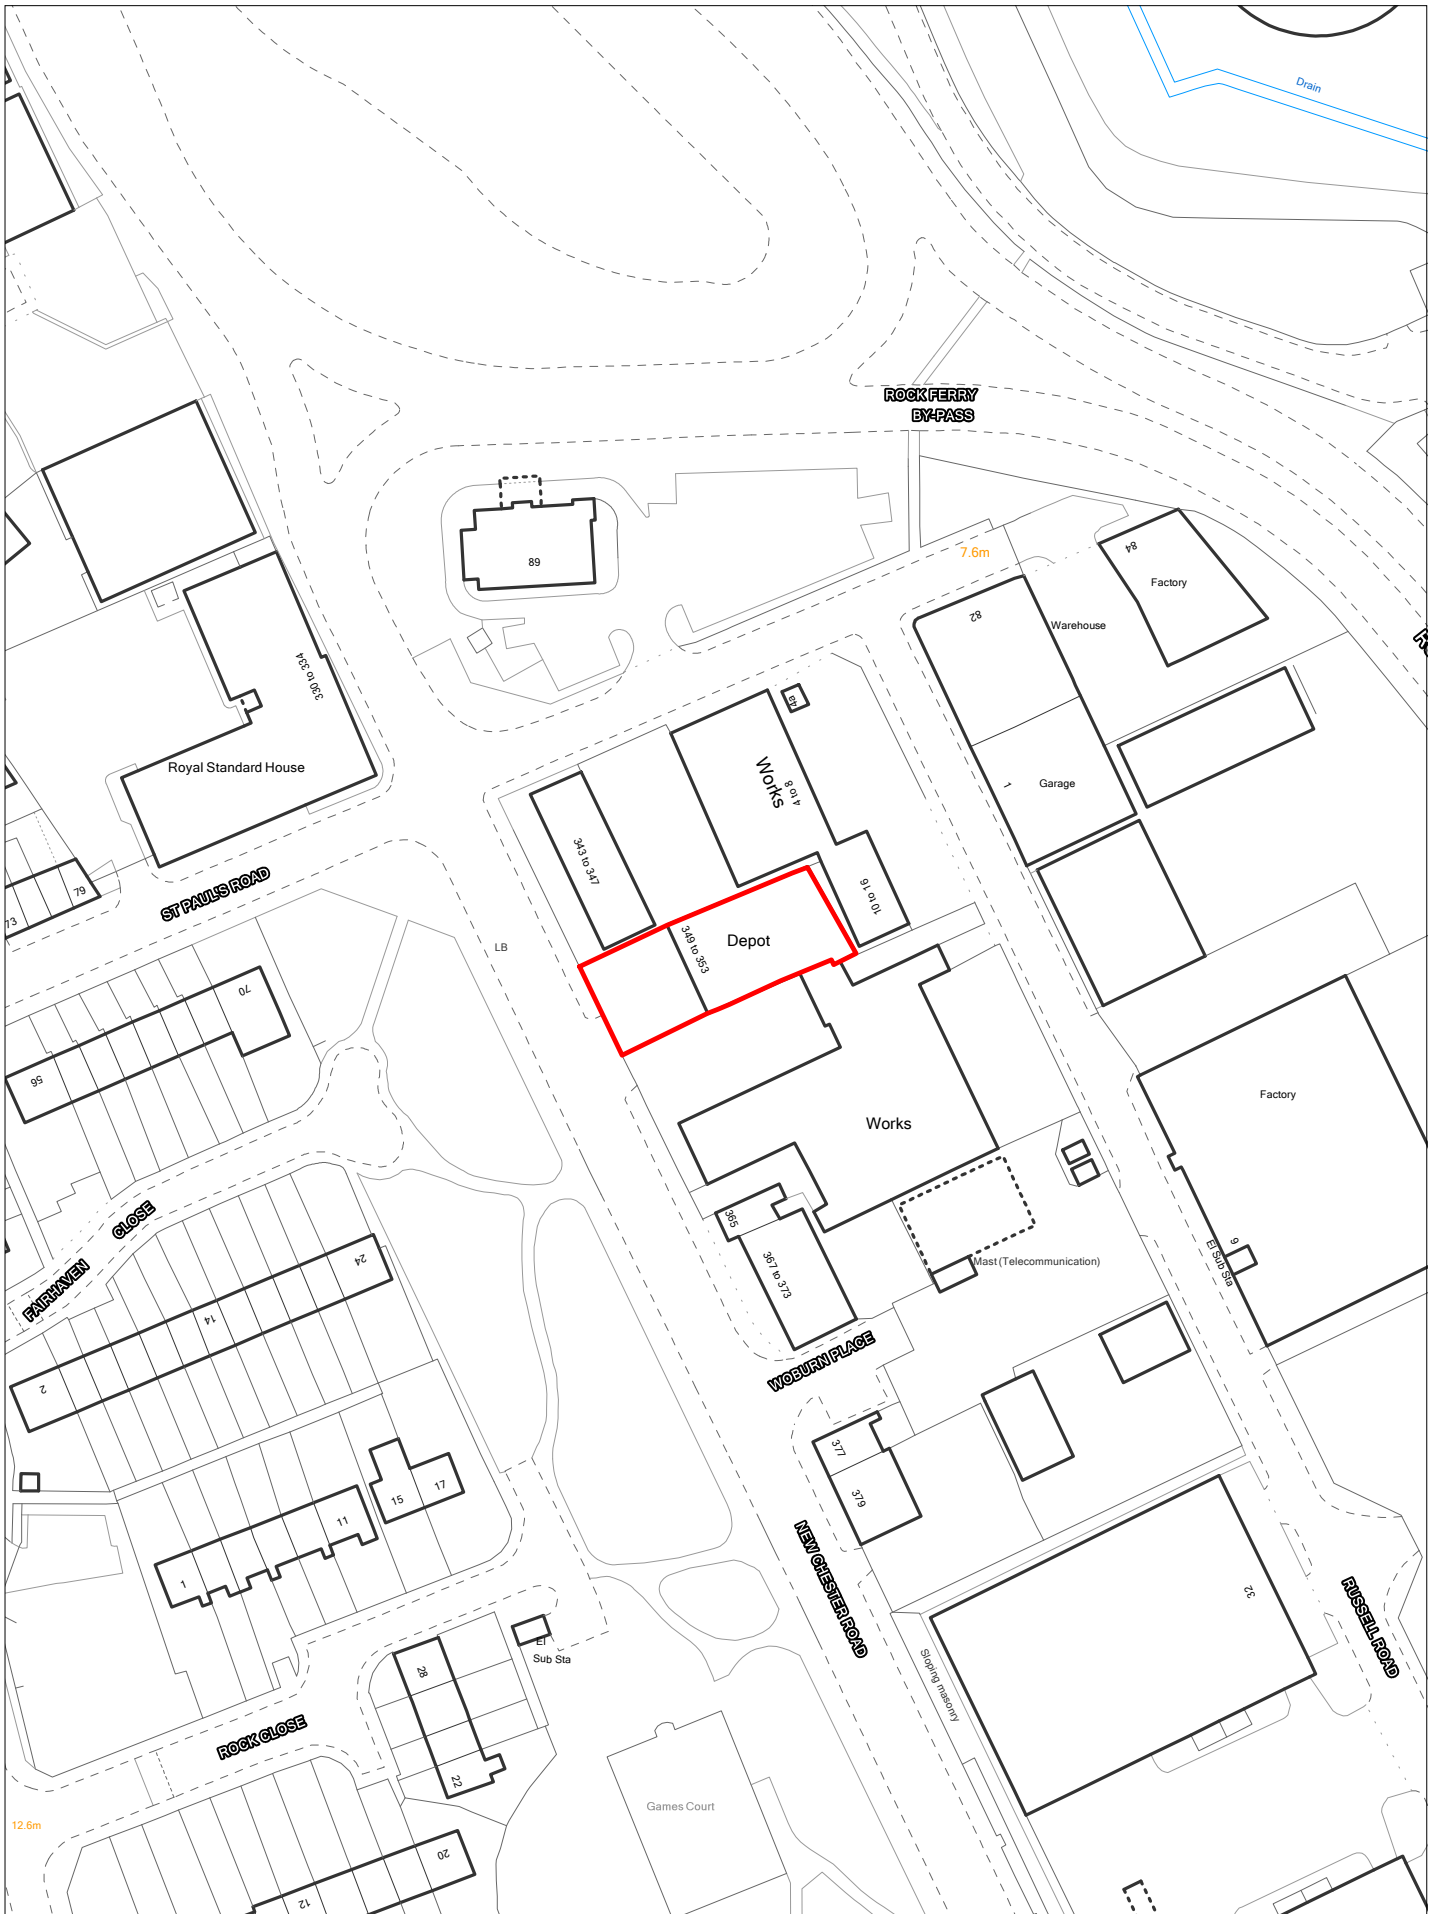 Drain
ROCK FERRY
BY-PASS
7.6m
89
84
Factory
82
Warehouse
330 to 334
4a
Royal Standard House
Works
4 to 8
1
Garage
343 to 347
79
73
ST PAUL'S ROAD
10 to 16
LB
349 to 353
Depot
70
56
Factory
Works
365
CLOSE
FAIRHAVEN
24
14
2
367 to 373
Mast (Telecommunication)
9
El Sub Sta
WOBURN PLACE
377
379
15
17
11
1
NEW CHESTER ROAD
32
RUSSELL ROAD
El
Sub Sta
28
22
Sloping masonry
ROCK CLOSE
Games Court
12.6m
20
12